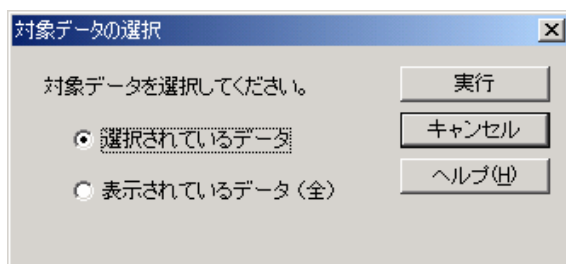 対象データの選択
対象データを選択してください。
選択されているデータ
表示されているデータ(全)
実行
キャンセル
ヘルプ(H)